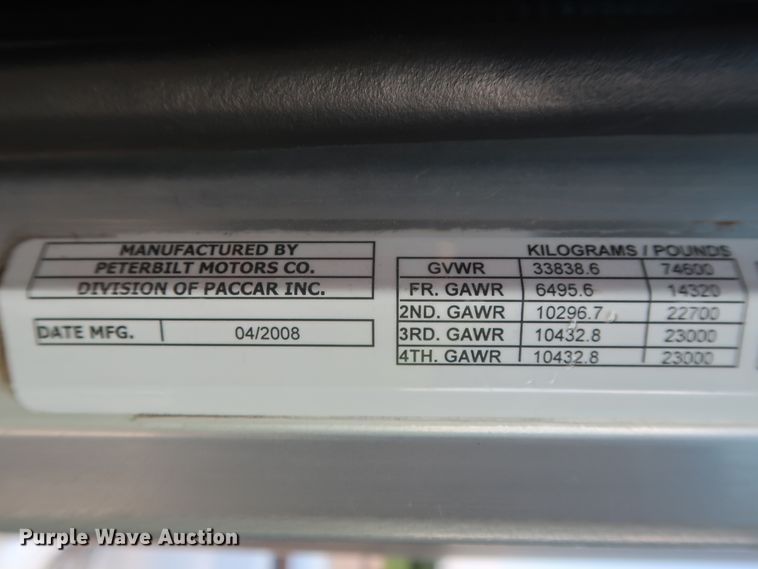 MANUFACTURED BY
PETERBILT MOTORS CO.
DIVISION OF PACCAR INC.
DATE MFG. 04/2008
KILOGRAMS / POUNDS
GVWR 33838.6 74600
FR. GAWR 6495.6 14320
2ND. GAWR 10296.7 22700
3RD. GAWR 10432.8 23000
4TH. GAWR 10432.8 23000
Purple Wave Auction